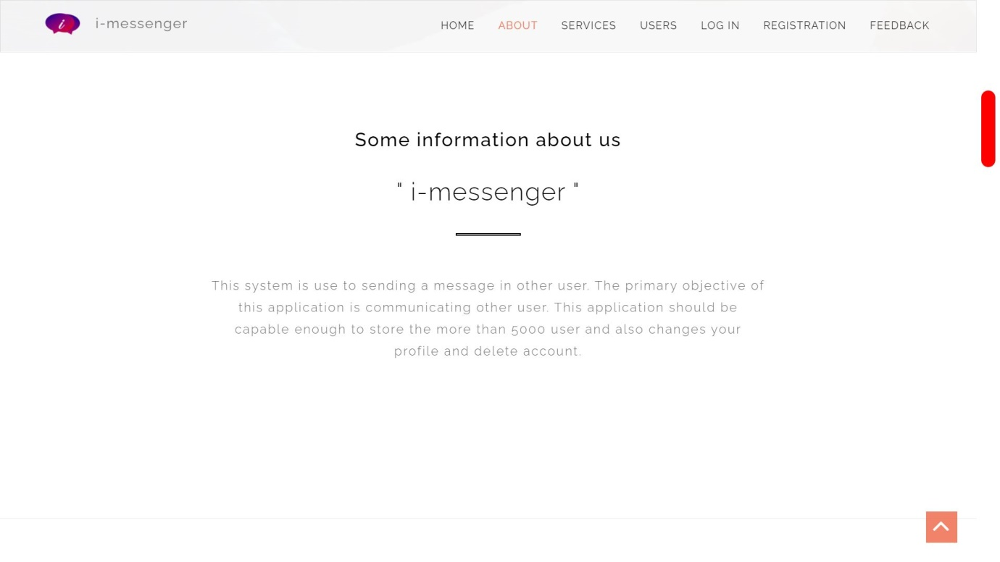 i i-messenger HOME ABOUT SERVICES USERS LOG IN REGISTRATION FEEDBACK
Some information about us
" i-messenger "
This system is use to sending a message in other user. The primary objective of
this application is communicating other user. This application should be
capable enough to store the more than 5000 user and also changes your
profile and delete account.